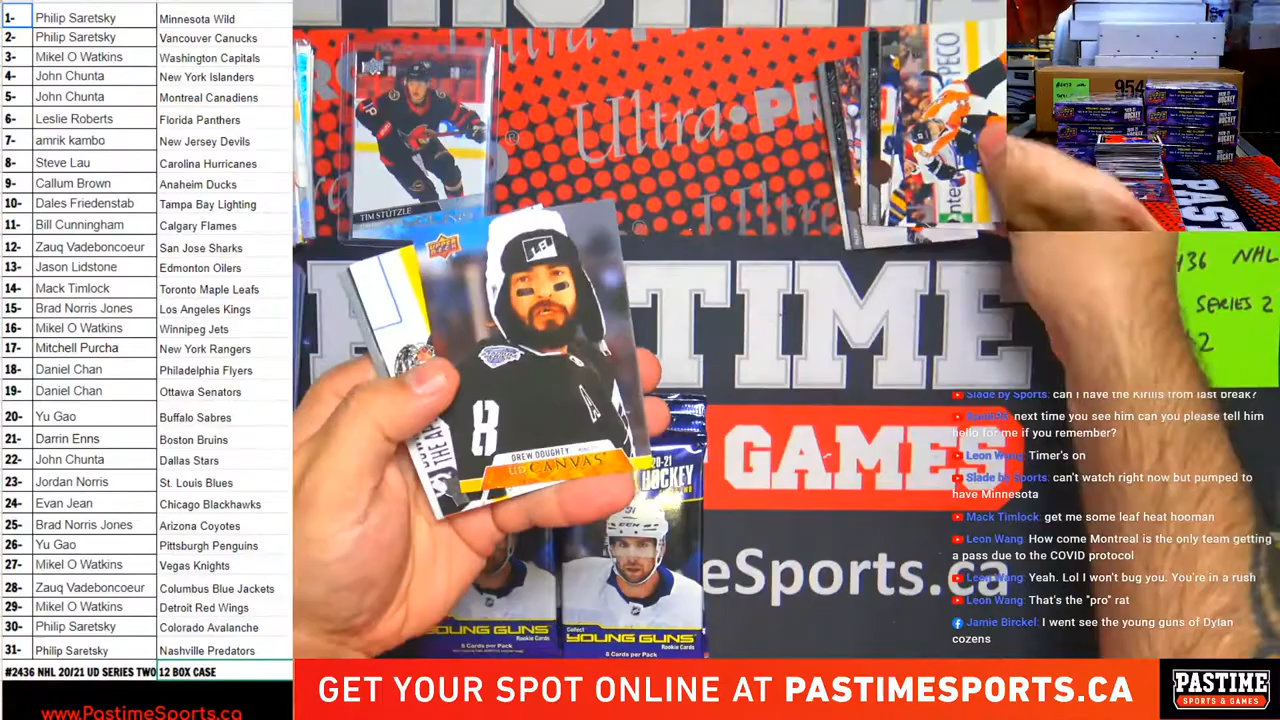 1- Philip Saretsky Minnesota Wild
2- Philip Saretsky Vancouver Canucks
3- Mikel O Watkins Washington Capitals
4- John Chunta New York Islanders
5- John Chunta Montreal Canadiens
6- Leslie Roberts Florida Panthers
7- amrit kambo New Jersey Devils
8- Steve Lau Carolina Hurricanes
9- Callum Brown Anaheim Ducks
10- Dales Friedenstab Tampa Bay Lighting
11- Bill Cunningham Calgary Flames
12- Zauq Vadeboncoeur San Jose Sharks
13- Jason Lidstone Edmonton Oilers
14- Mack Timlock Toronto Maple Leafs
15- Brad Norris Jones Los Angeles Kings
16- Mikel O Watkins Winnipeg Jets
17- Mitchell Purcha New York Rangers
18- Daniel Chan Philadelphia Flyers
19- Daniel Chan Ottawa Senators
20- Yu Gao Buffalo Sabres
21- Darrin Enns Boston Bruins
22- John Chunta Dallas Stars
23- Jordan Norris St. Louis Blues
24- Evan Jean Chicago Blackhawks
25- Brad Norris Jones Arizona Coyotes
26- Yu Gao Pittsburgh Penguins
27- Mikel O Watkins Vegas Knights
28- Zauq Vadeboncoeur Columbus Blue Jackets
29- Mikel O Watkins Detroit Red Wings
30- Philip Saretsky Colorado Avalanche
31- Philip Saretsky Nashville Predators
#2436 NHL 20/21 UD SERIES TWO 12 BOX CASE
www.PastimeSports.ca
TIM STÜTZLE
Ultra
UPPER DECK
8
A
DREW DOUGHTY
UD CANVAS
PECO
954
36 NHL
SERIES 2
2
TIME
GAMES
eSports.ca
20-21
HOCKEY
YOUNG GUNS
Rookie Cards
Collect
YOUNG GUNS
Rookie Cards
8 Cards per Pack
Slade by Sports: can I have the Kirills from last break?
next time you see him can you please tell him
hello for me if you remember?
Leon Wang: Timer's on
Slade by Sports: can't watch right now but pumped to
have Minnesota
Mack Timlock: get me some leaf heat hooman
Leon Wang: How come Montreal is the only team getting
a pass due to the COVID protocol
Leon Wang: Yeah. Lol I won't bug you. You're in a rush
Leon Wang: That's the "pro" rat
Jamie Birckel: I went see the young guns of Dylan
cozens
GET YOUR SPOT ONLINE AT PASTIMESPORTS.CA
PASTIME
SPORTS & GAMES